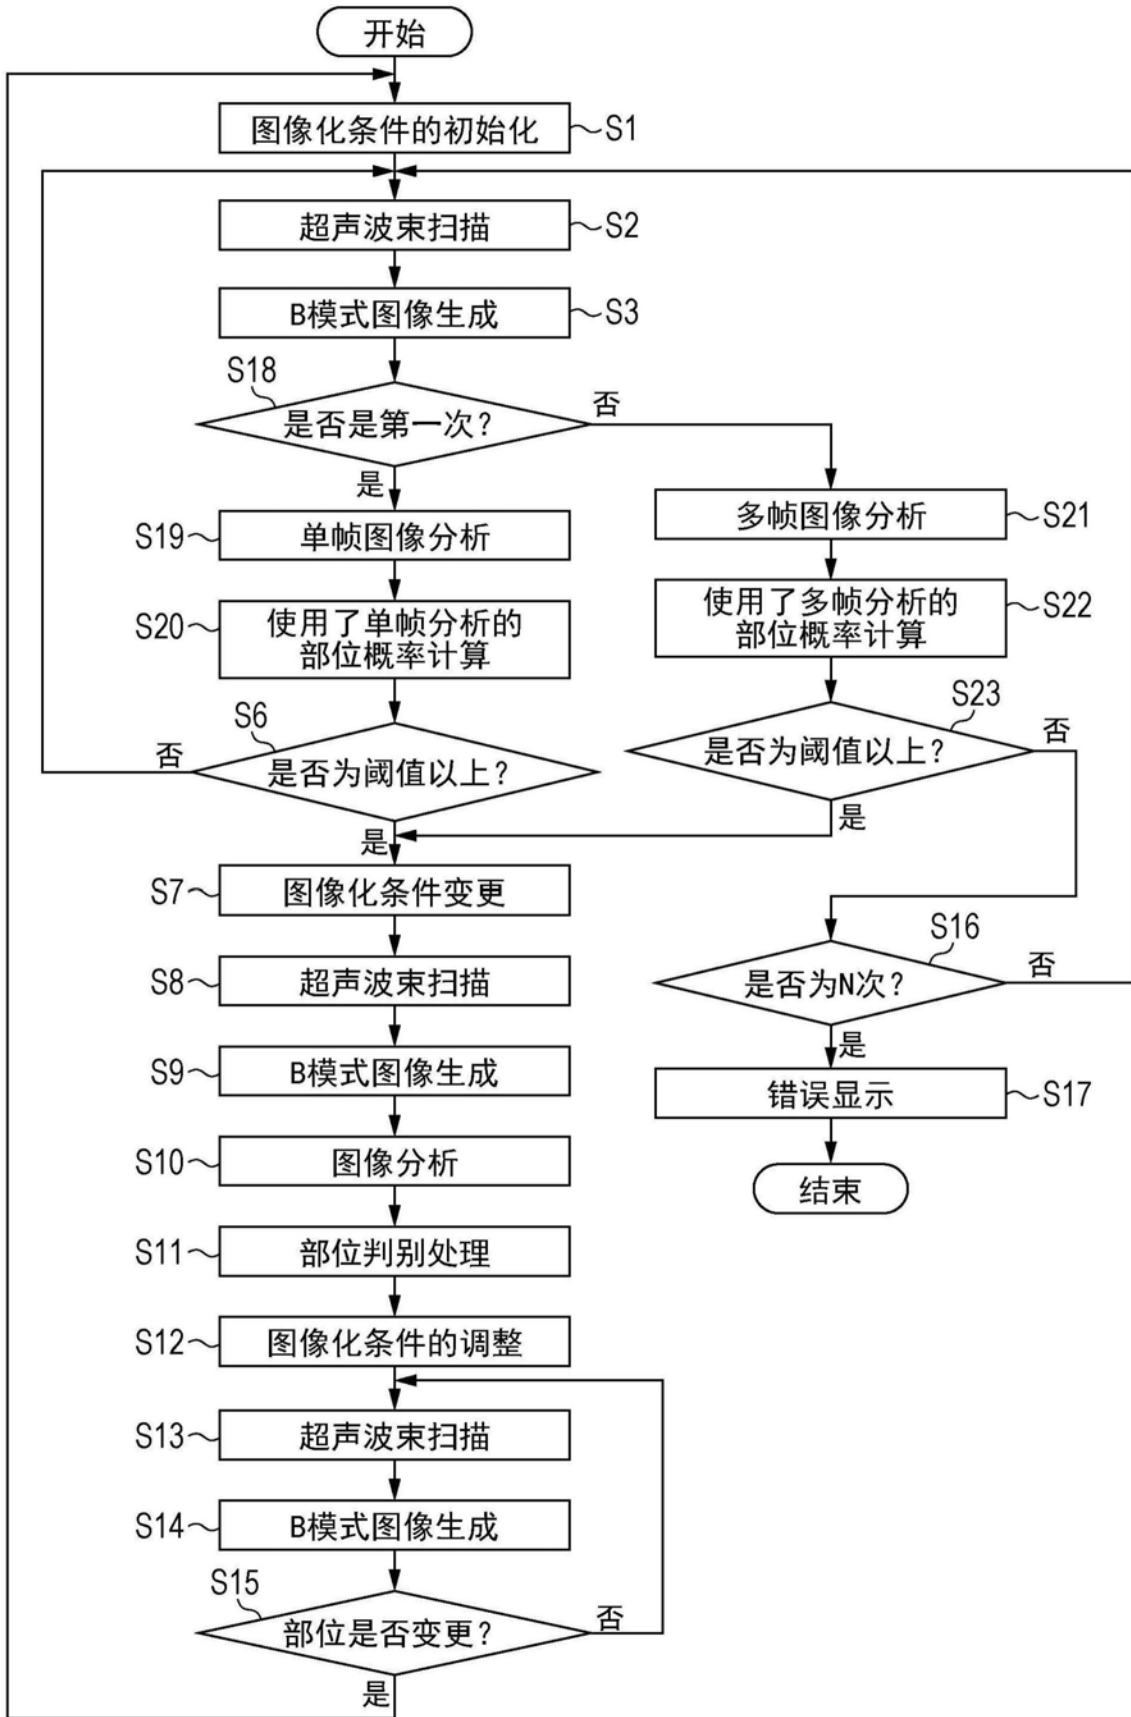 开始
图像化条件的初始化
S1
超声波束扫描
S2
B模式图像生成
S3
S18
是否是第一次?
否
是
S19
单帧图像分析
多帧图像分析
S21
S20
使用了单帧分析的
部位概率计算
使用了多帧分析的
部位概率计算
S22
S6
否
是否为阈值以上?
是
S23
是否为阈值以上?
否
是
S7
图像化条件变更
S8
超声波束扫描
S16
是否为N次?
否
是
S9
B模式图像生成
错误显示
S17
S10
图像分析
结束
S11
部位判别处理
S12
图像化条件的调整
S13
超声波束扫描
S14
B模式图像生成
S15
部位是否变更?
否
是